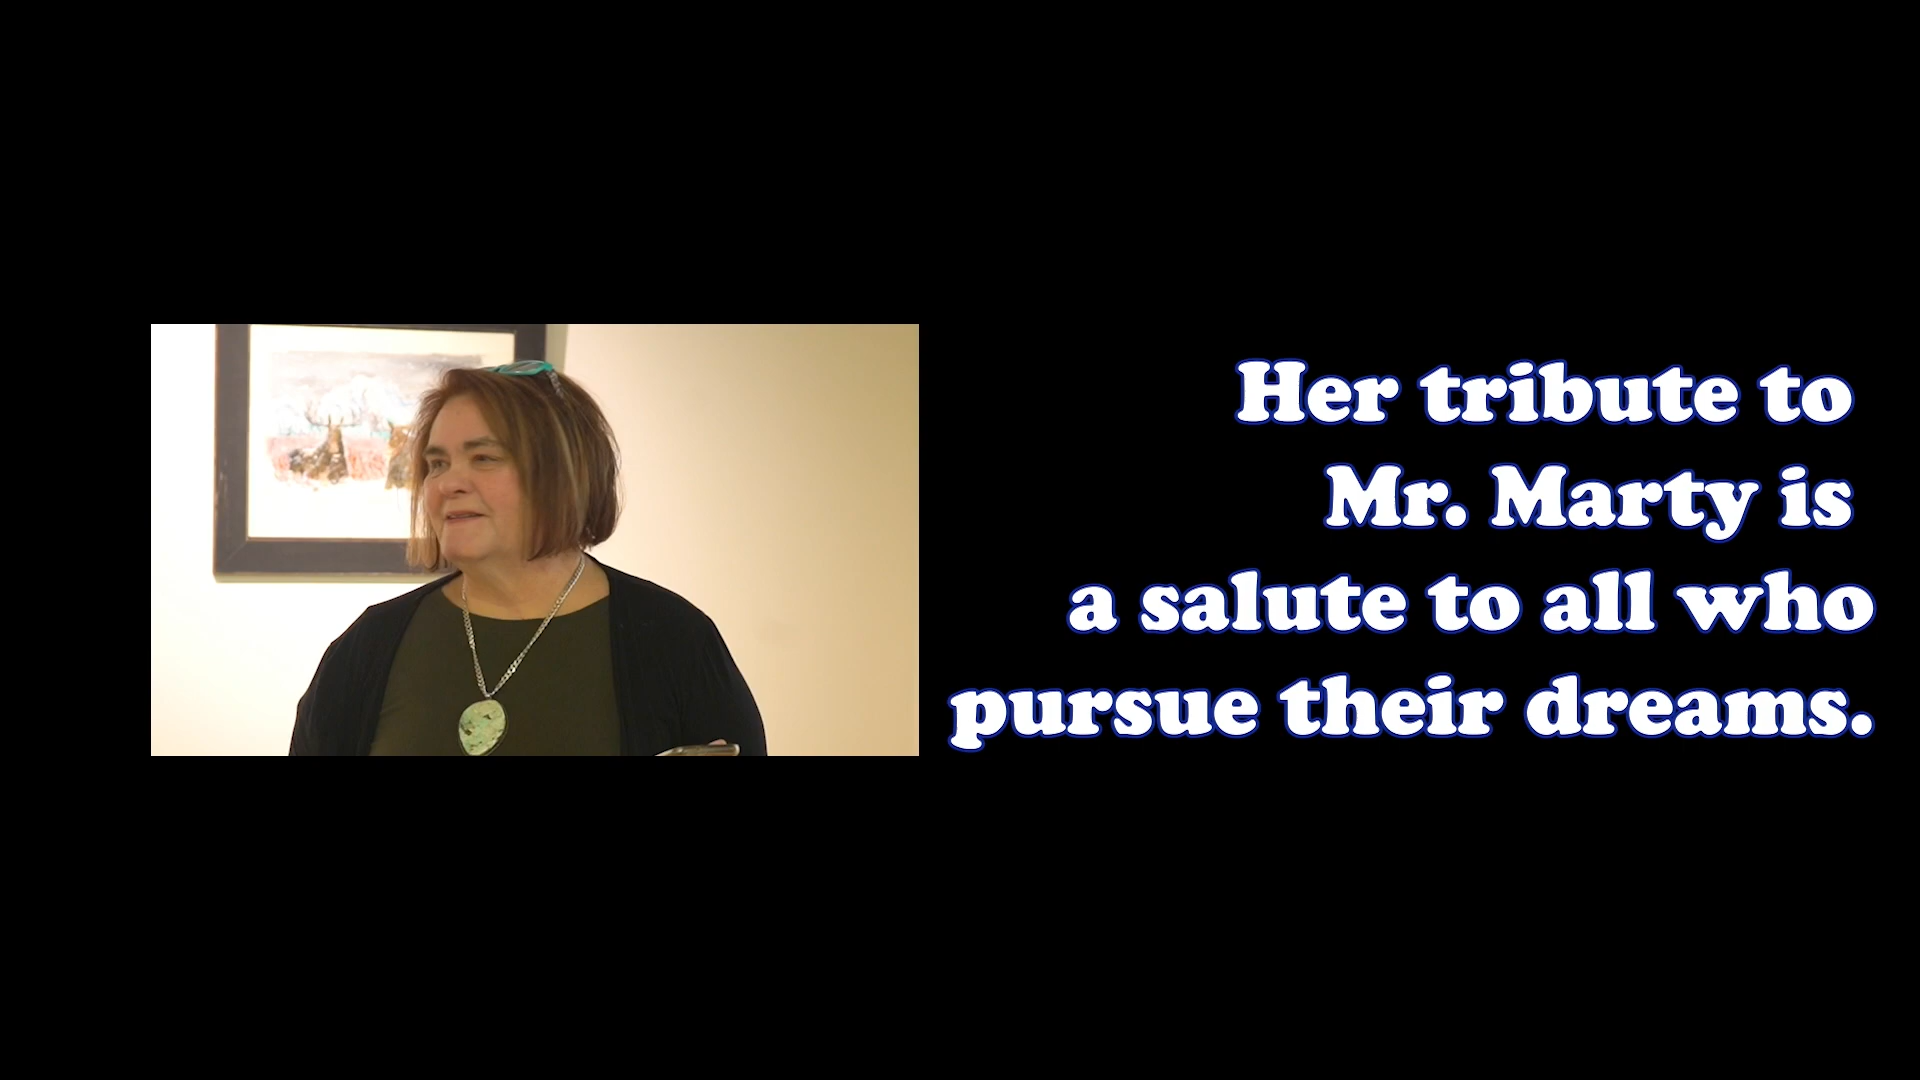 Her tribute to
Mr. Marty is
a salute to all who
pursue their dreams.